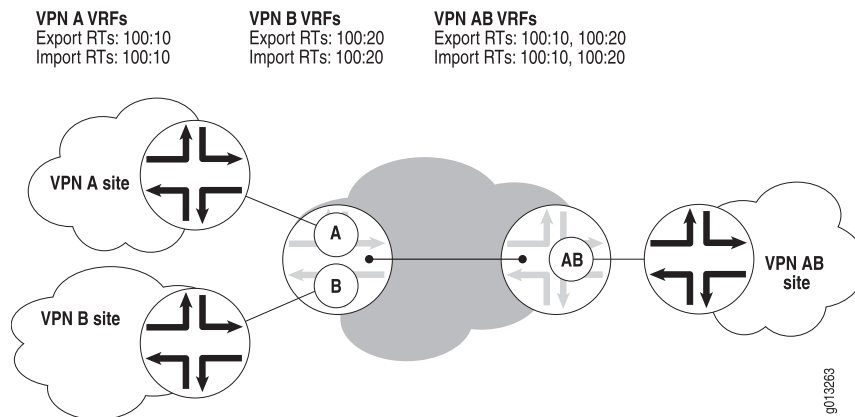 VPN A VRFs
Export RTs: 100:10
Import RTs: 100:10
VPN B VRFs
Export RTs: 100:20
Import RTs: 100:20
VPN AB VRFs
Export RTs: 100:10, 100:20
Import RTs: 100:10, 100:20
VPN A site
A
B
AB
VPN AB
site
VPN B site
g013263